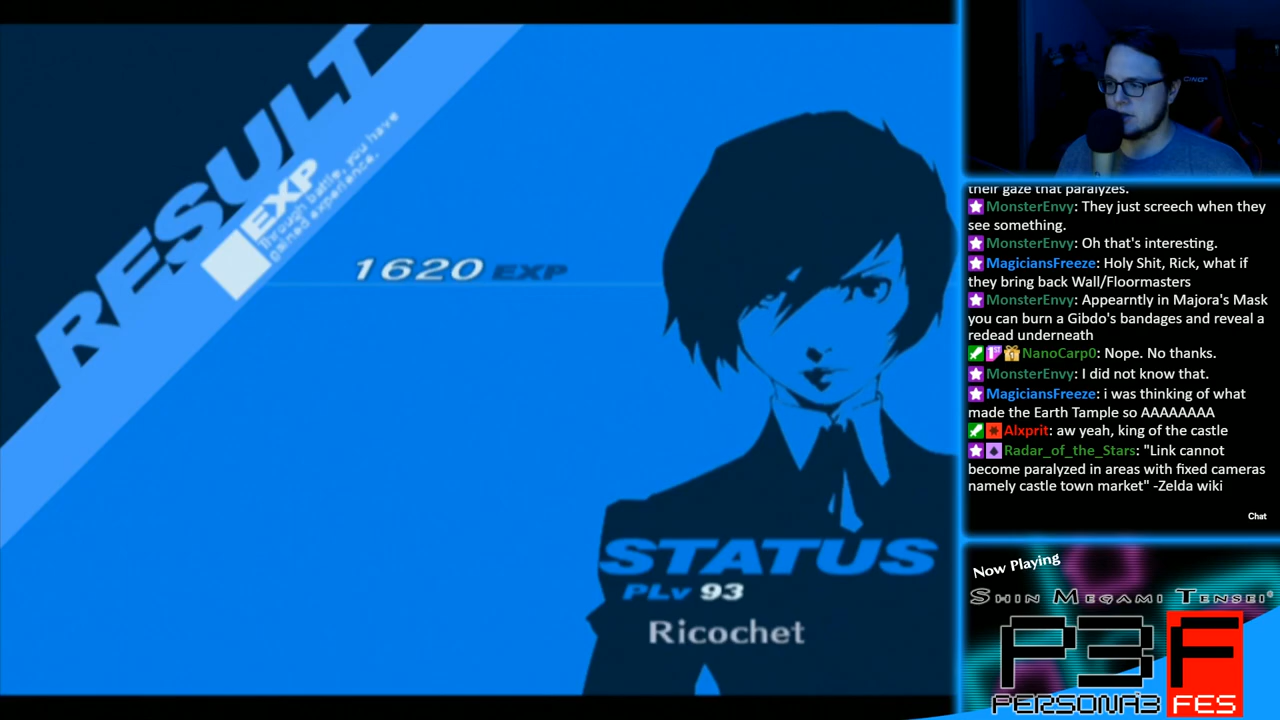 RESULT
EXP
Through battle, you have
gained experience.
1620 EXP
STATUS
PLv 93
Ricochet
CING
their gaze that paralyzes.
MonsterEnvy: They just screech when they
see something.
MonsterEnvy: Oh that's interesting.
MagiciansFreeze: Holy Shit, Rick, what if
they bring back Wall/Floormasters
MonsterEnvy: Appearntly in Majora's Mask
you can burn a Gibdo's bandages and reveal a
redead underneath
NanoCarp0: Nope. No thanks.
MonsterEnvy: I did not know that.
MagiciansFreeze: i was thinking of what
made the Earth Tample so AAAAAAAA
Alxprit: aw yeah, king of the castle
Radar_of_the_Stars: "Link cannot
become paralyzed in areas with fixed cameras
namely castle town market" -Zelda wiki
Chat
Now Playing
SHIN MEGAMI TENSEI®
P3F
PERSONA3 FES